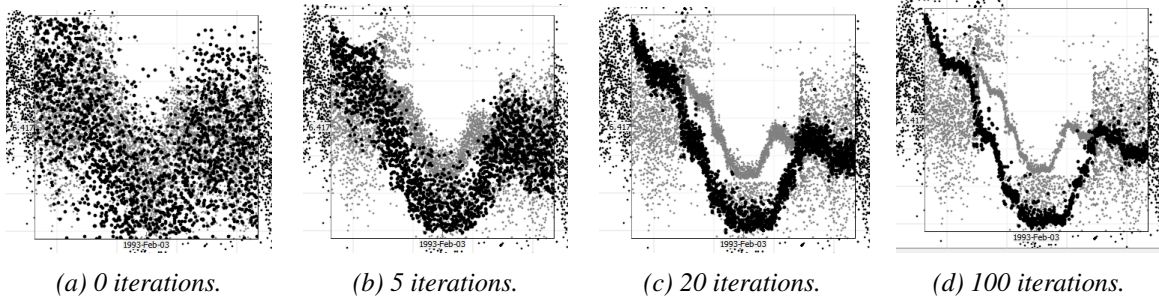 6.417
6.417
6.417
6.417
1993-Feb-03
1993-Feb-03
1993-Feb-03
1993-Feb-03
(a) 0 iterations.
(b) 5 iterations.
(c) 20 iterations.
(d) 100 iterations.